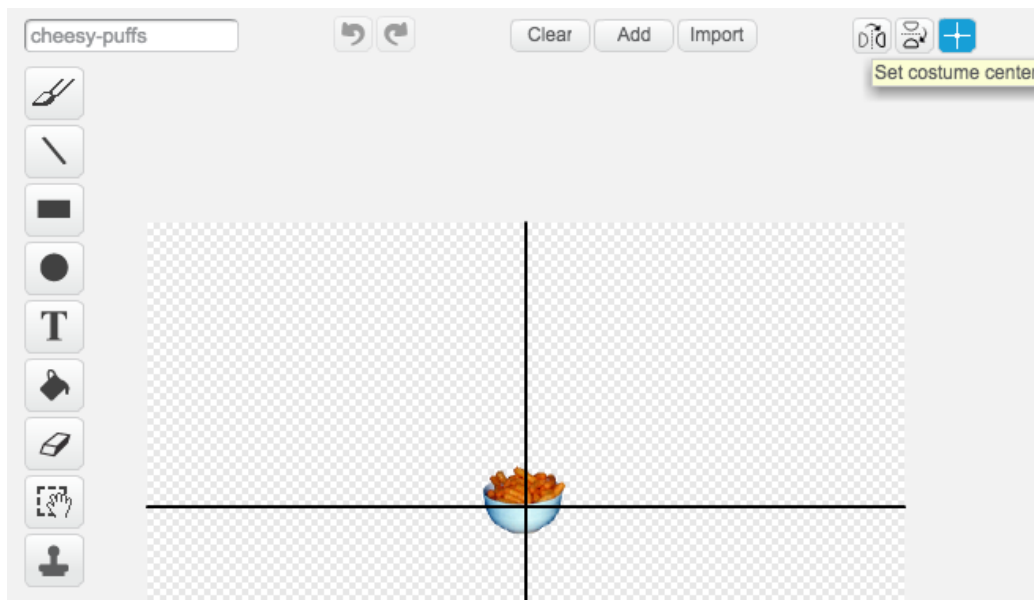 cheesy-puffs
Clear
Add
Import
Set costume center
T